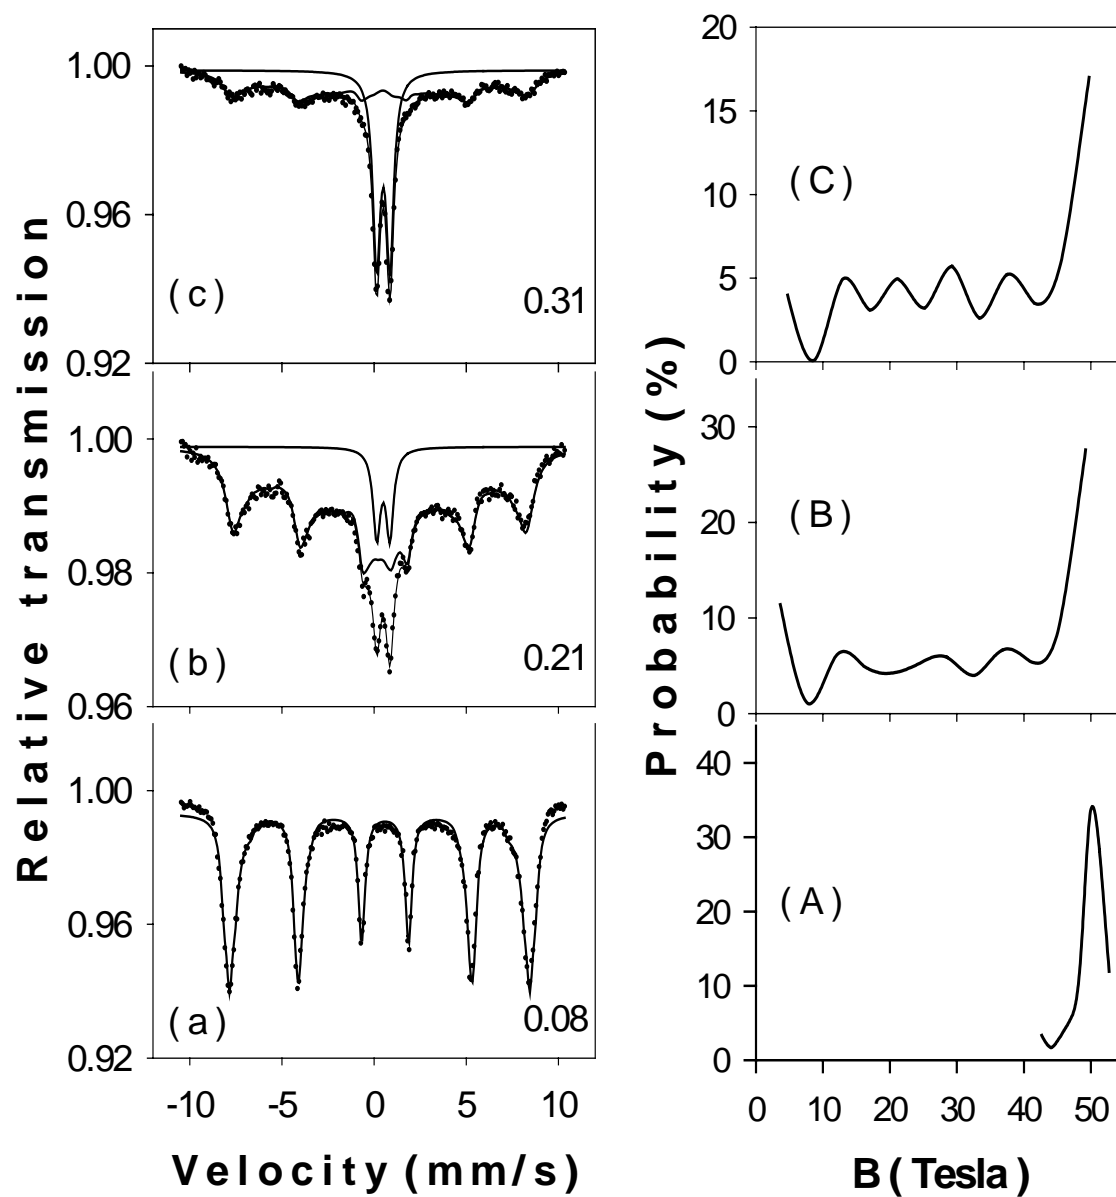 Relative transmission
1.00
0.96
0.92
(c)
0.31
1.00
0.98
0.96
(b)
0.21
1.00
0.96
0.92
(a)
0.08
-10 -5 0 5 10
Velocity (mm/s)
Probability (%)
20
15
10
5
0
(C)
30
20
10
0
(B)
40
30
20
10
0
(A)
0 10 20 30 40 50
B (Tesla)